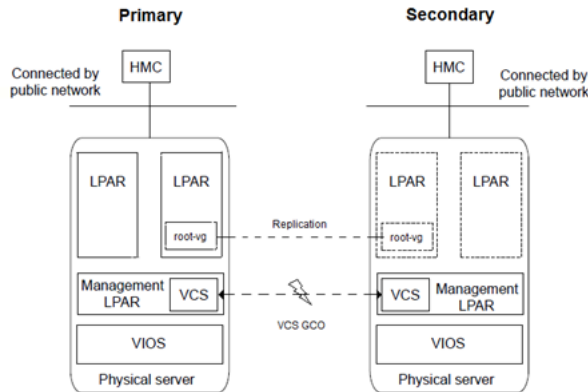 Primary
Secondary
HMC
HMC
Connected by
public network
Connected by
public network
LPAR
LPAR
LPAR
LPAR
root-vg
Replication
root-vg
Management
LPAR
VCS
VCS
Management
LPAR
VCS GCO
VIOS
VIOS
Physical server
Physical server